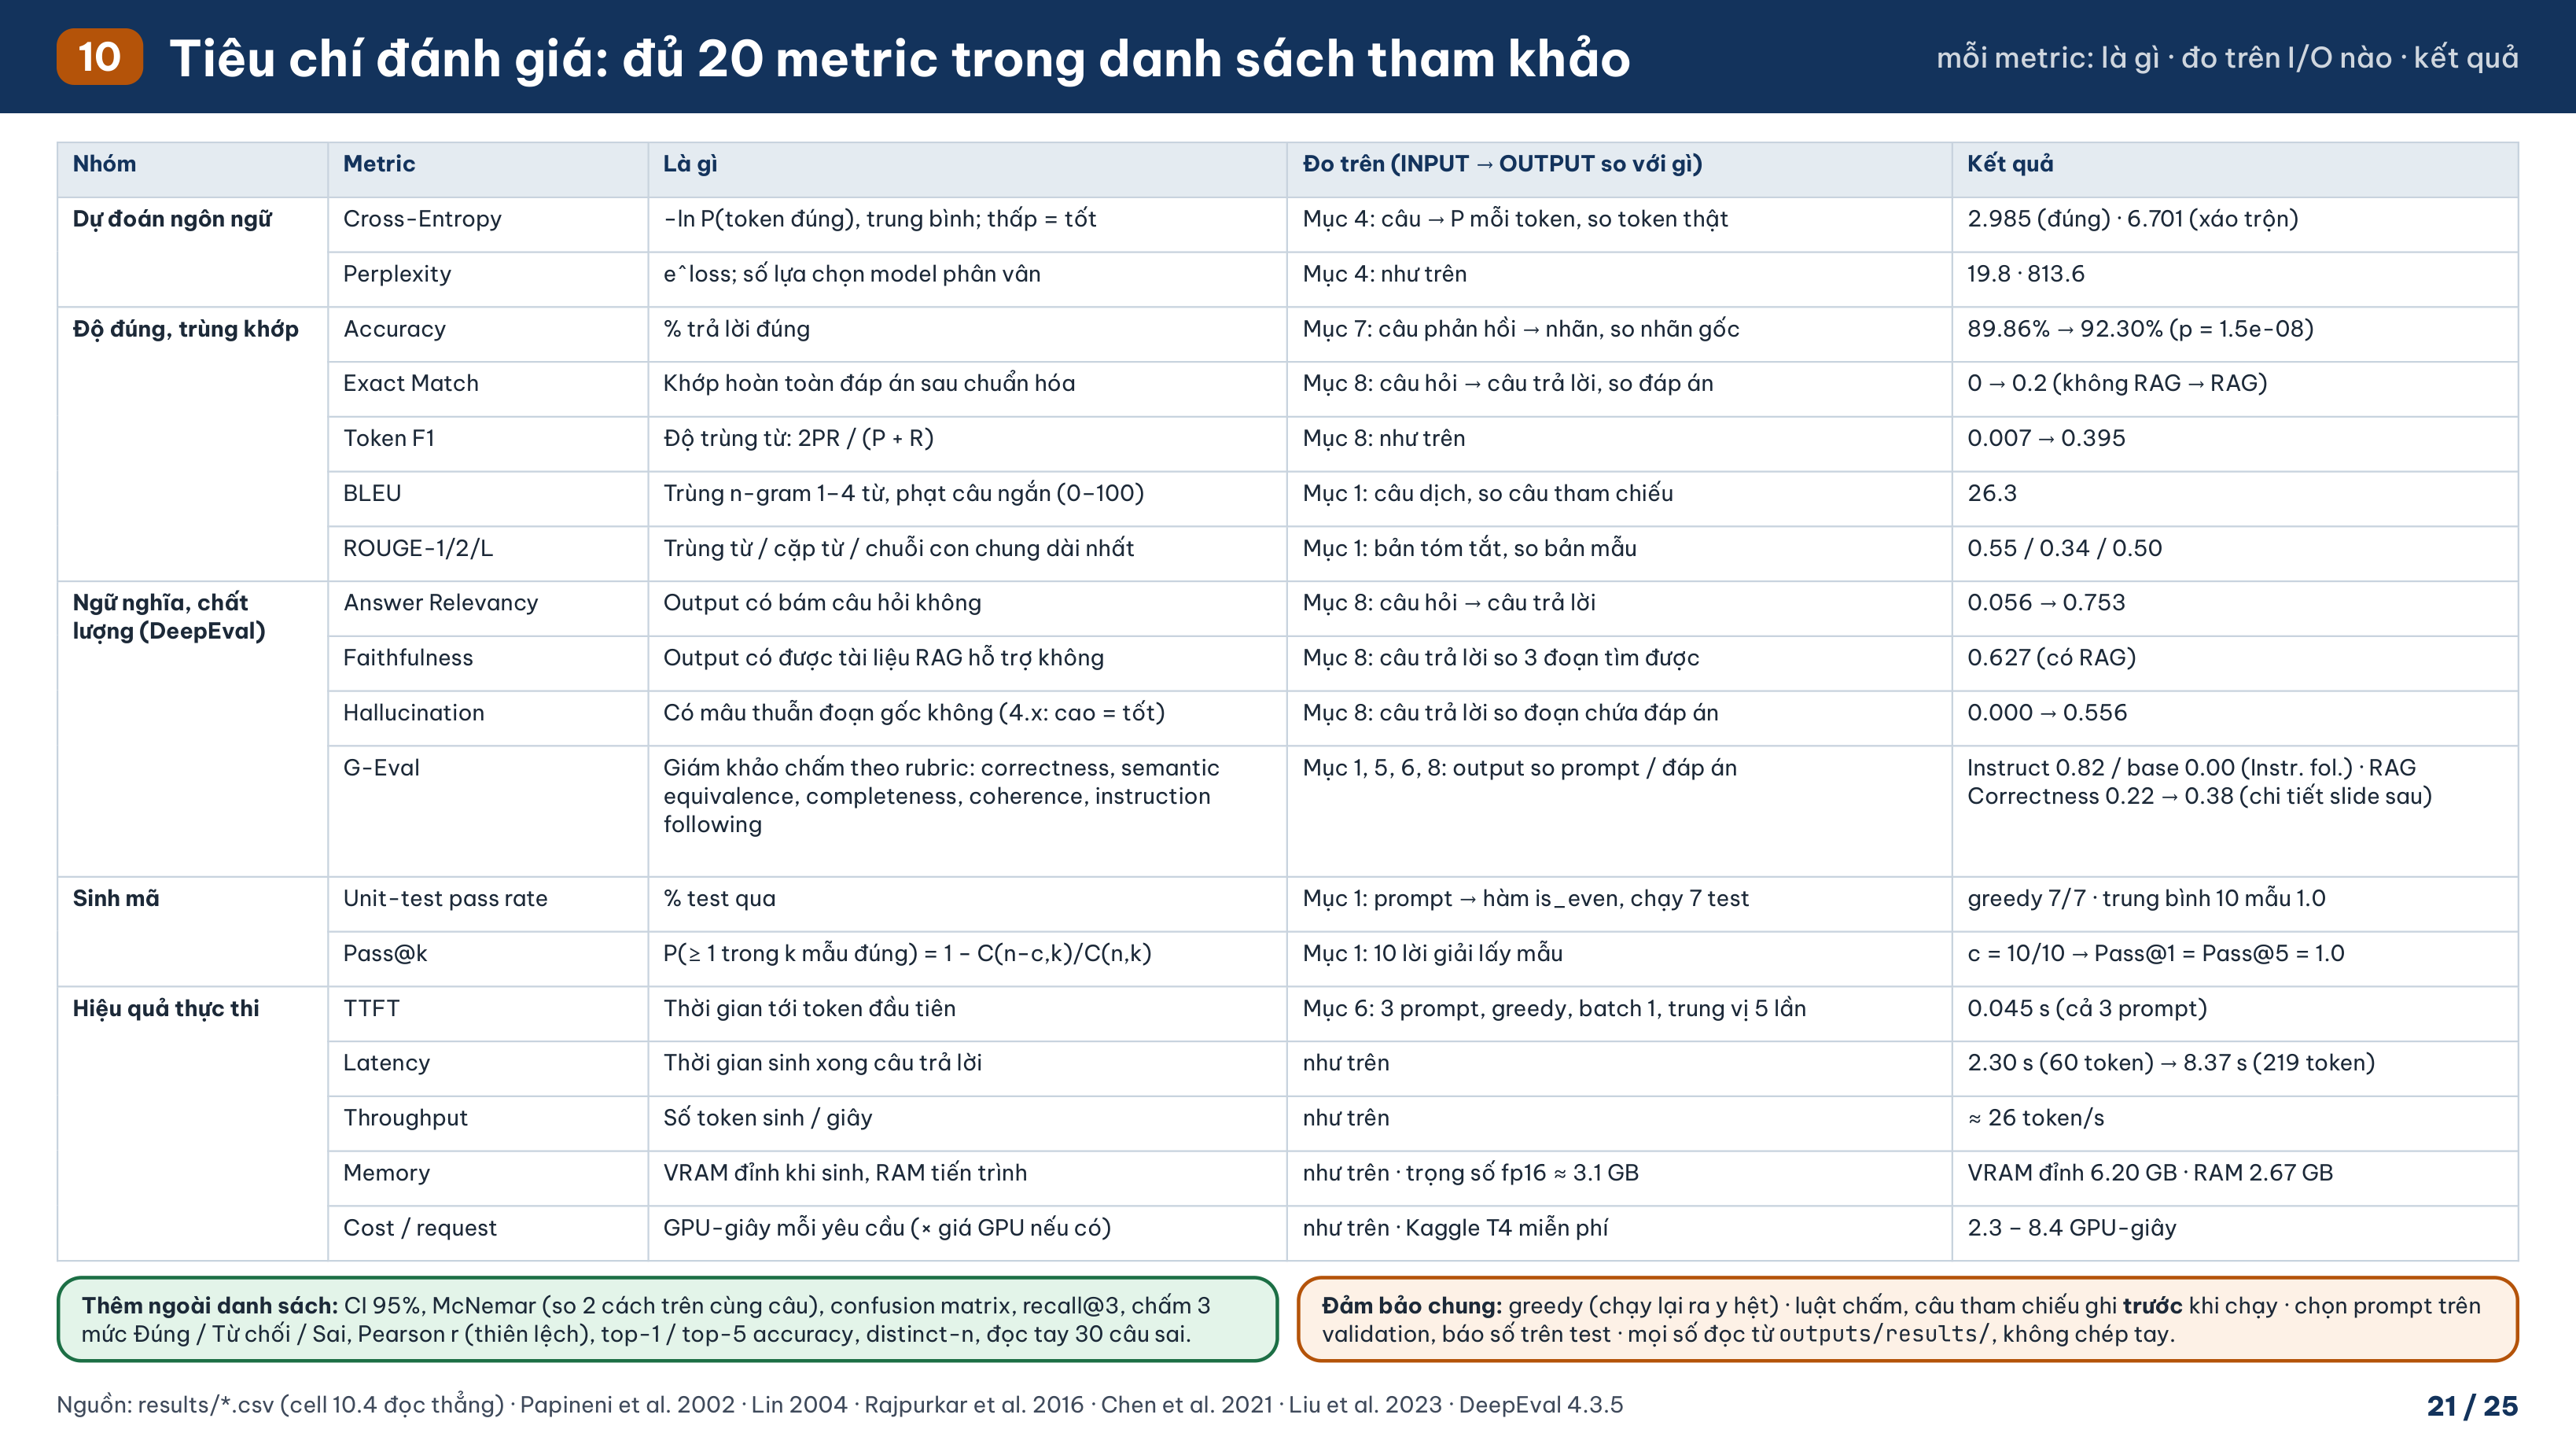 10 Tiêu chí đánh giá: đủ 20 metric trong danh sách tham khảo
mỗi metric: là gì · đo trên I/O nào · kết quả
Nhóm Metric Là gì Đo trên (INPUT → OUTPUT so với gì) Kết quả
Dự đoán ngôn ngữ Cross-Entropy −ln P(token đúng), trung bình; thấp = tốt Mục 4: câu → P mỗi token, so token thật 2.985 (đúng) · 6.701 (xáo trộn)
Perplexity e^loss; số lựa chọn model phân vân Mục 4: như trên 19.8 · 813.6
Độ đúng, trùng khớp Accuracy % trả lời đúng Mục 7: câu phản hồi → nhãn, so nhãn gốc 89.86% → 92.30% (p = 1.5e-08)
Exact Match Khớp hoàn toàn đáp án sau chuẩn hóa Mục 8: câu hỏi → câu trả lời, so đáp án 0 → 0.2 (không RAG → RAG)
Token F1 Độ trùng từ: 2PR / (P + R) Mục 8: như trên 0.007 → 0.395
BLEU Trùng n-gram 1–4 từ, phạt câu ngắn (0–100) Mục 1: câu dịch, so câu tham chiếu 26.3
ROUGE-1/2/L Trùng từ / cặp từ / chuỗi con chung dài nhất Mục 1: bản tóm tắt, so bản mẫu 0.55 / 0.34 / 0.50
Ngữ nghĩa, chất
lượng (DeepEval)
Answer Relevancy Output có bám câu hỏi không Mục 8: câu hỏi → câu trả lời 0.056 → 0.753
Faithfulness Output có được tài liệu RAG hỗ trợ không Mục 8: câu trả lời so 3 đoạn tìm được 0.627 (có RAG)
Hallucination Có mâu thuẫn đoạn gốc không (4.x: cao = tốt) Mục 8: câu trả lời so đoạn chứa đáp án 0.000 → 0.556
G-Eval
Giám khảo chấm theo rubric: correctness, semantic
equivalence, completeness, coherence, instruction
following
Mục 1, 5, 6, 8: output so prompt / đáp án
Instruct 0.82 / base 0.00 (Instr. fol.) · RAG
Correctness 0.22 → 0.38 (chi tiết slide sau)
Sinh mã Unit-test pass rate % test qua Mục 1: prompt → hàm is_even, chạy 7 test greedy 7/7 · trung bình 10 mẫu 1.0
Pass@k P(≥ 1 trong k mẫu đúng) = 1 − C(n−c,k)/C(n,k) Mục 1: 10 lời giải lấy mẫu c = 10/10 → Pass@1 = Pass@5 = 1.0
Hiệu quả thực thi TTFT Thời gian tới token đầu tiên Mục 6: 3 prompt, greedy, batch 1, trung vị 5 lần 0.045 s (cả 3 prompt)
Latency Thời gian sinh xong câu trả lời như trên 2.30 s (60 token) → 8.37 s (219 token)
Throughput Số token sinh / giây như trên ≈ 26 token/s
Memory VRAM đỉnh khi sinh, RAM tiến trình như trên · trọng số fp16 ≈ 3.1 GB VRAM đỉnh 6.20 GB · RAM 2.67 GB
Cost / request GPU-giây mỗi yêu cầu (× giá GPU nếu có) như trên · Kaggle T4 miễn phí 2.3 – 8.4 GPU-giây
Thêm ngoài danh sách: CI 95%, McNemar (so 2 cách trên cùng câu), confusion matrix, recall@3, chấm 3
mức Đúng / Từ chối / Sai, Pearson r (thiên lệch), top-1 / top-5 accuracy, distinct-n, đọc tay 30 câu sai.
Đảm bảo chung: greedy (chạy lại ra y hệt) · luật chấm, câu tham chiếu ghi trước khi chạy · chọn prompt trên
validation, báo số trên test · mọi số đọc từ outputs/results/, không chép tay.
Nguồn: results/*.csv (cell 10.4 đọc thẳng) · Papineni et al. 2002 · Lin 2004 · Rajpurkar et al. 2016 · Chen et al. 2021 · Liu et al. 2023 · DeepEval 4.3.5
21 / 25